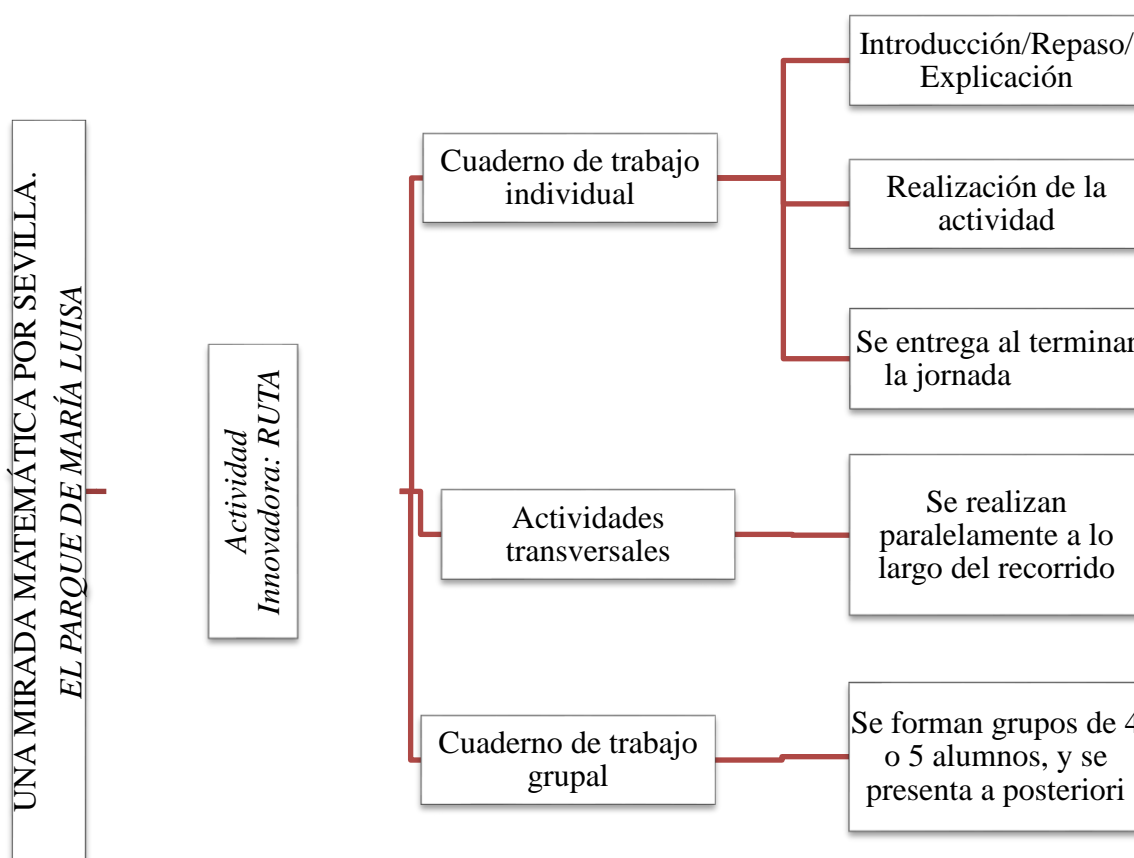 UNA MIRADA MATEMÁTICA POR SEVILLA.
EL PARQUE DE MARÍA LUISA
Actividad
Innovadora: RUTA
Cuaderno de trabajo
individual
Introducción/Repaso/
Explicación
Realización de la
actividad
Se entrega al terminar
la jornada
Actividades
transversales
Se realizan
paralelamente a lo
largo del recorrido
Cuaderno de trabajo
grupal
Se forman grupos de 4
o 5 alumnos, y se
presenta a posteriori